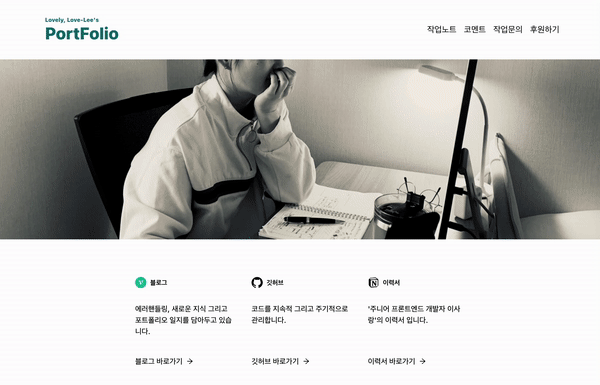 Lovely, Love-Lee's
PortFolio
작업노트 코멘트 작업문의 후원하기
블로그
에러핸들링, 새로운 지식 그리고
포트폴리오 일지를 담아두고 있습
니다.
블로그 바로가기 →
깃허브
코드를 지속적 그리고 주기적으로
관리합니다.
깃허브 바로가기 →
이력서
'주니어 프론트엔드 개발자 이사
랑'의 이력서 입니다.
이력서 바로가기 →